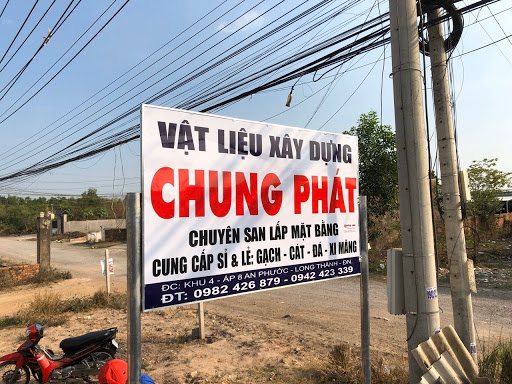 VẬT LIỆU XÂY DỰNG
CHUNG PHÁT
CHUYÊN SAN LẤP MẶT BẰNG
CUNG CẤP SỈ & LẺ: GẠCH - CÁT - ĐÁ - XI MĂNG
ĐC: KHU 4 - ẤP 8 AN PHƯỚC - LONG THÀNH - ĐN.
ĐT: 0982 426 879 - 0942 423 339